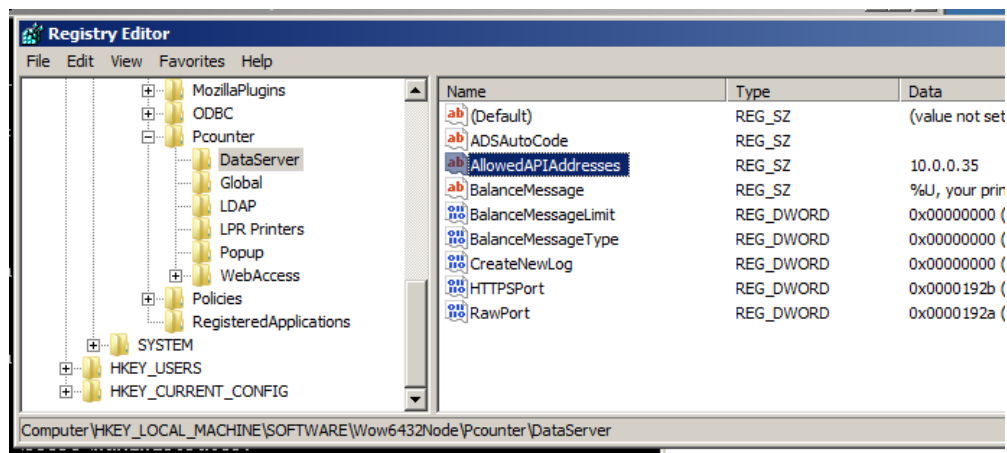 Registry Editor
File Edit View Favorites Help
MozillaPlugins
ODBC
Pcounter
DataServer
Global
LDAP
LPR Printers
Popup
WebAccess
Policies
RegisteredApplications
SYSTEM
HKEY_USERS
HKEY_CURRENT_CONFIG
Name Type Data
(Default) REG_SZ (value not set
ADSAutoCode REG_SZ
AllowedAPIAddresses REG_SZ 10.0.0.35
BalanceMessage REG_SZ %U, your prin
BalanceMessageLimit REG_DWORD 0x00000000 (
BalanceMessageType REG_DWORD 0x00000000 (
CreateNewLog REG_DWORD 0x00000000 (
HTTPSPort REG_DWORD 0x0000192b (
RawPort REG_DWORD 0x0000192a (
Computer\HKEY_LOCAL_MACHINE\SOFTWARE\Wow6432Node\Pcounter\DataServer